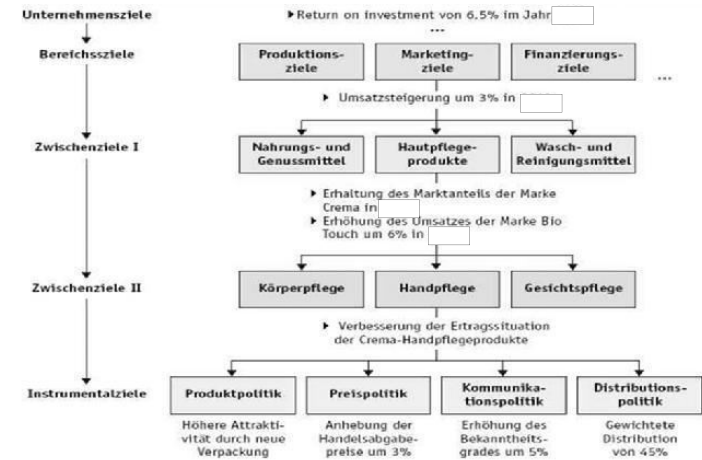 Unternehmensziele
Return on investment von 6,5% im Jahr
...
Bereichsziele
Produktions-
ziele
Marketing-
ziele
Finanzierungs-
ziele
...
Umsatzsteigerung um 3% in
Zwischenziele I
Nahrungs- und
Genussmittel
Hautpflege-
produkte
Wasch- und
Reinigungsmittel
Erhaltung des Marktanteils der Marke
Crema in
Erhöhung des Umsatzes der Marke Bio
Touch um 6% in
Zwischenziele II
Körperpflege
Handpflege
Gesichtspflege
Verbesserung der Ertragssituation
der Crema-Handpflegeprodukte
Instrumentalziele
Produktpolitik
Preispolitik
Kommunika-
tionspolitik
Distributions-
politik
Höhere Attrakti-
vität durch neue
Verpackung
Anhebung der
Handelsabgabe-
preise um 3%
Erhöhung des
Bekanntheits-
grades um 5%
Gewichtete
Distribution
von 45%